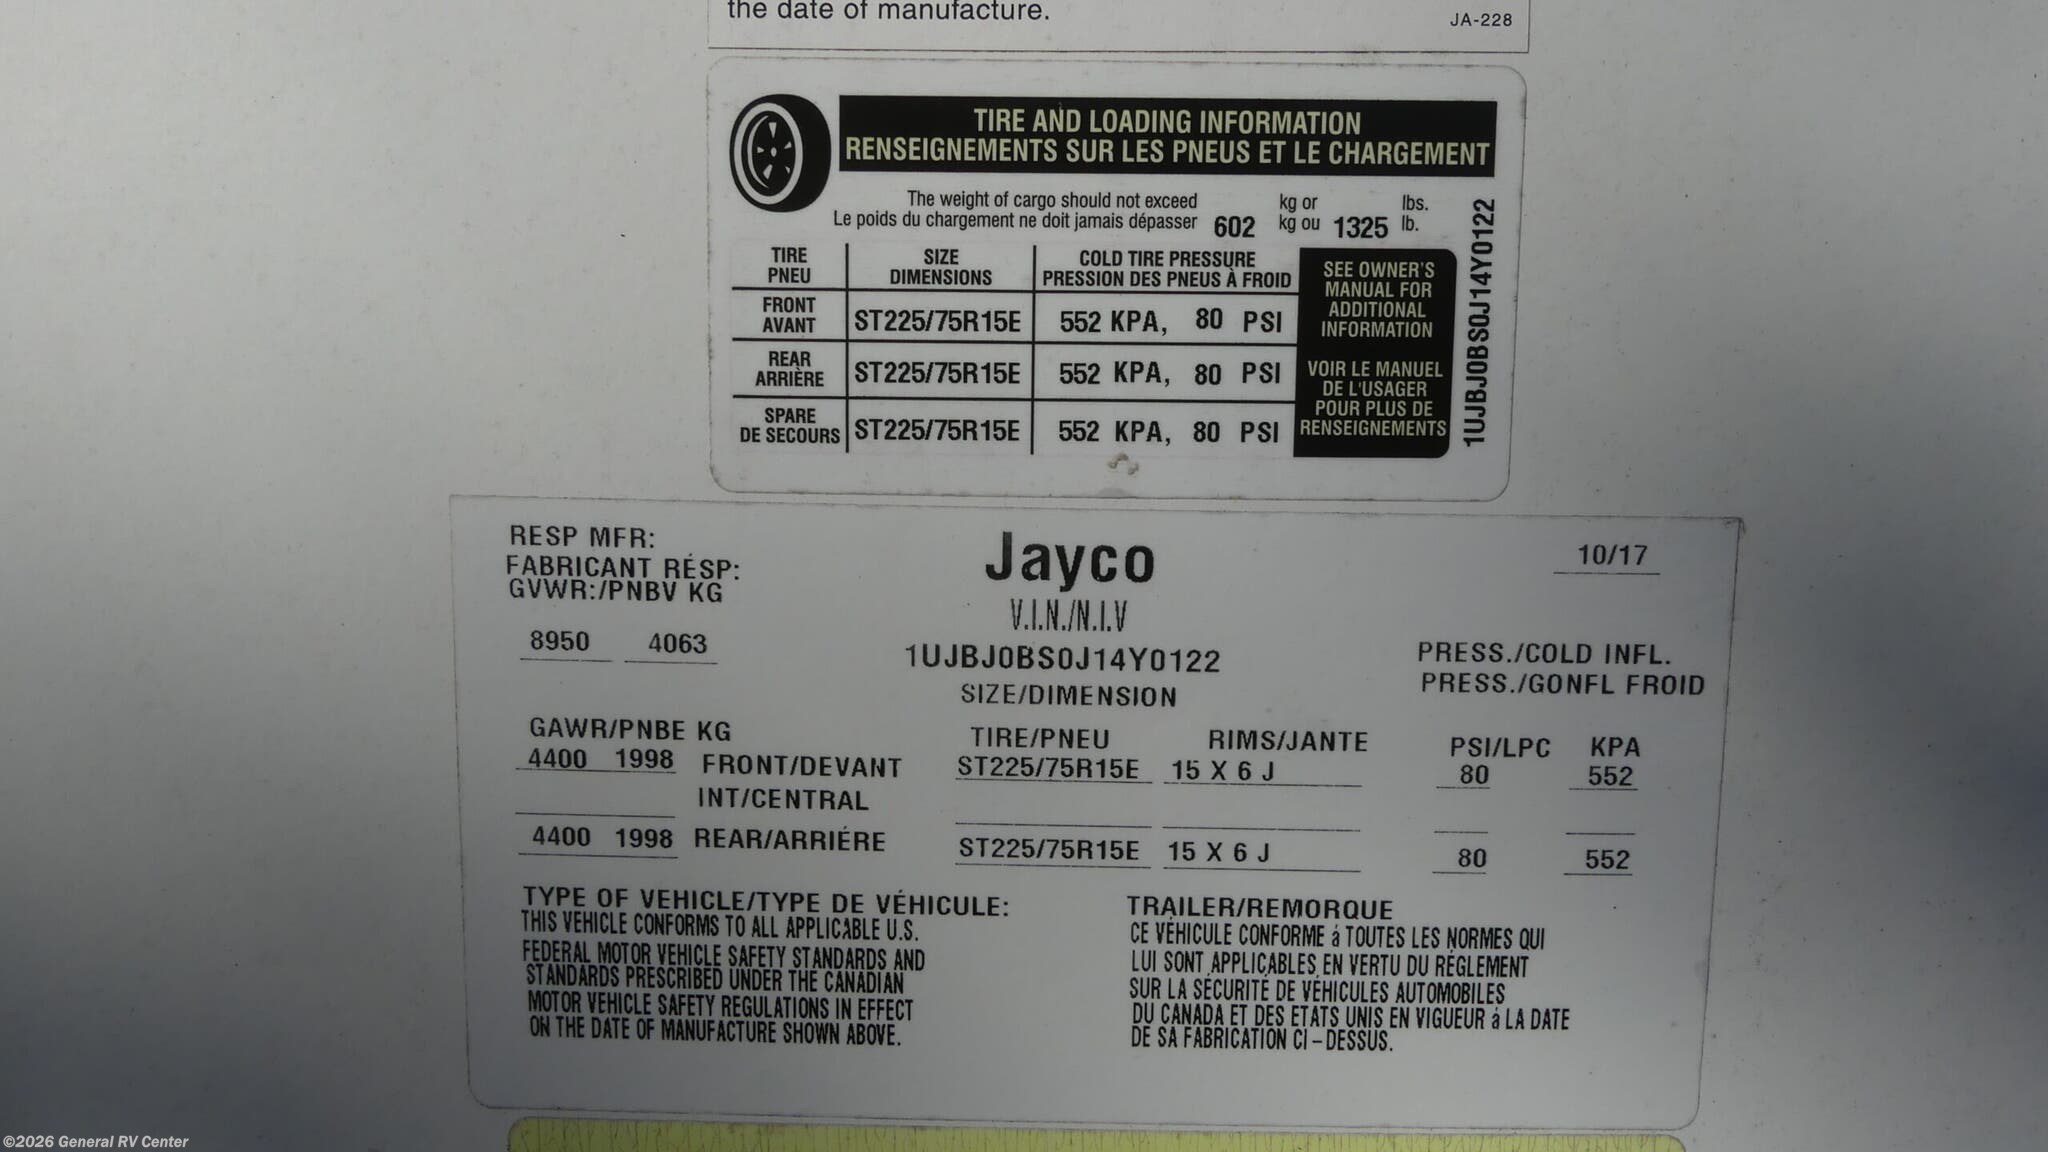 the date of manufacture.
JA-228
TIRE AND LOADING INFORMATION
RENSEIGNEMENTS SUR LES PNEUS ET LE CHARGEMENT
The weight of cargo should not exceed kg or lbs.
Le poids du chargement ne doit jamais dépasser 602 kg ou 1325 lb.
TIRE SIZE COLD TIRE PRESSURE
PNEU DIMENSIONS PRESSION DES PNEUS À FROID
FRONT
AVANT ST225/75R15E 552 KPA, 80 PSI
REAR
ARRIÈRE ST225/75R15E 552 KPA, 80 PSI
SPARE
DE SECOURS ST225/75R15E 552 KPA, 80 PSI
SEE OWNER'S
MANUAL FOR
ADDITIONAL
INFORMATION
VOIR LE MANUEL
DE L'USAGER
POUR PLUS DE
RENSEIGNEMENTS
1UJBJ0BS0J14Y0122
RESP MFR: Jayco 10/17
FABRICANT RÉSP:
GVWR:/PNBV KG
V.I.N./N.I.V
8950 4063
1UJBJ0BS0J14Y0122
PRESS./COLD INFL.
SIZE/DIMENSION
PRESS./GONFL FROID
GAWR/PNBE KG TIRE/PNEU RIMS/JANTE PSI/LPC KPA
4400 1998 FRONT/DEVANT ST225/75R15E 15 X 6 J 80 552
INT/CENTRAL
4400 1998 REAR/ARRIÉRE ST225/75R15E 15 X 6 J 80 552
TYPE OF VEHICLE/TYPE DE VÉHICULE: TRAILER/REMORQUE
THIS VEHICLE CONFORMS TO ALL APPLICABLE U.S.
FEDERAL MOTOR VEHICLE SAFETY STANDARDS AND
STANDARDS PRESCRIBED UNDER THE CANADIAN
MOTOR VEHICLE SAFETY REGULATIONS IN EFFECT
ON THE DATE OF MANUFACTURE SHOWN ABOVE.
CE VÉHICULE CONFORME á TOUTES LES NORMES QUI
LUI SONT APPLICABLES EN VERTU DU RÉGLEMENT
SUR LA SÉCURITÉ DE VÉHICULES AUTOMOBILES
DU CANADA ET DES ETATS UNIS EN VIGUEUR á LA DATE
DE SA FABRICATION CI-DESSUS.
©2026 General RV Center